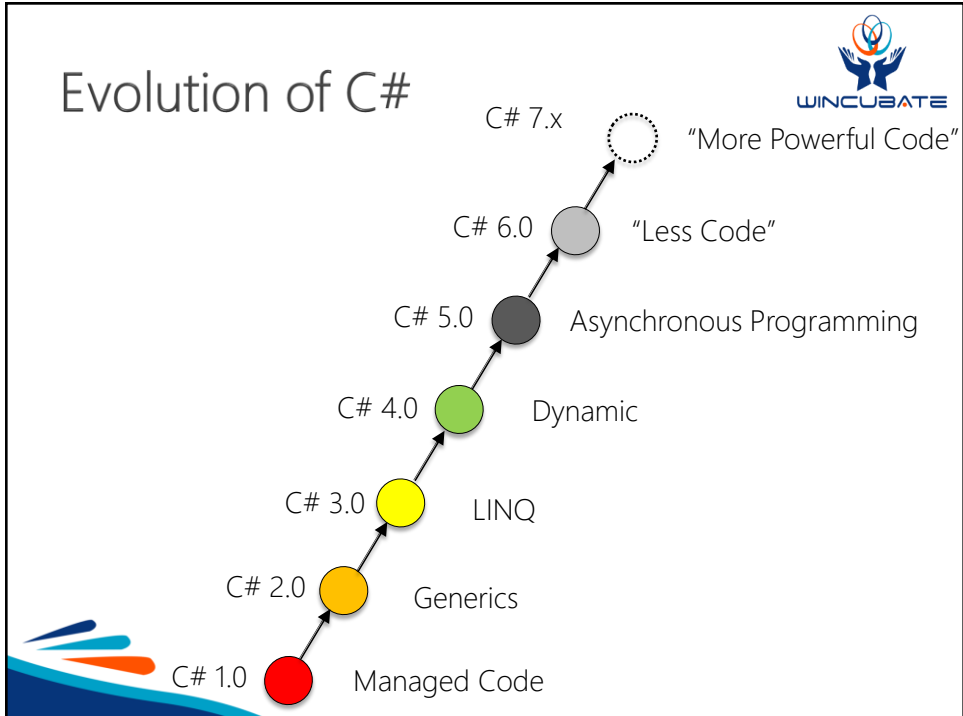 Evolution of C#
WINCUBATE
C# 7.x
“More Powerful Code”
C# 6.0
“Less Code”
C# 5.0
Asynchronous Programming
C# 4.0
Dynamic
C# 3.0
LINQ
C# 2.0
Generics
C# 1.0
Managed Code